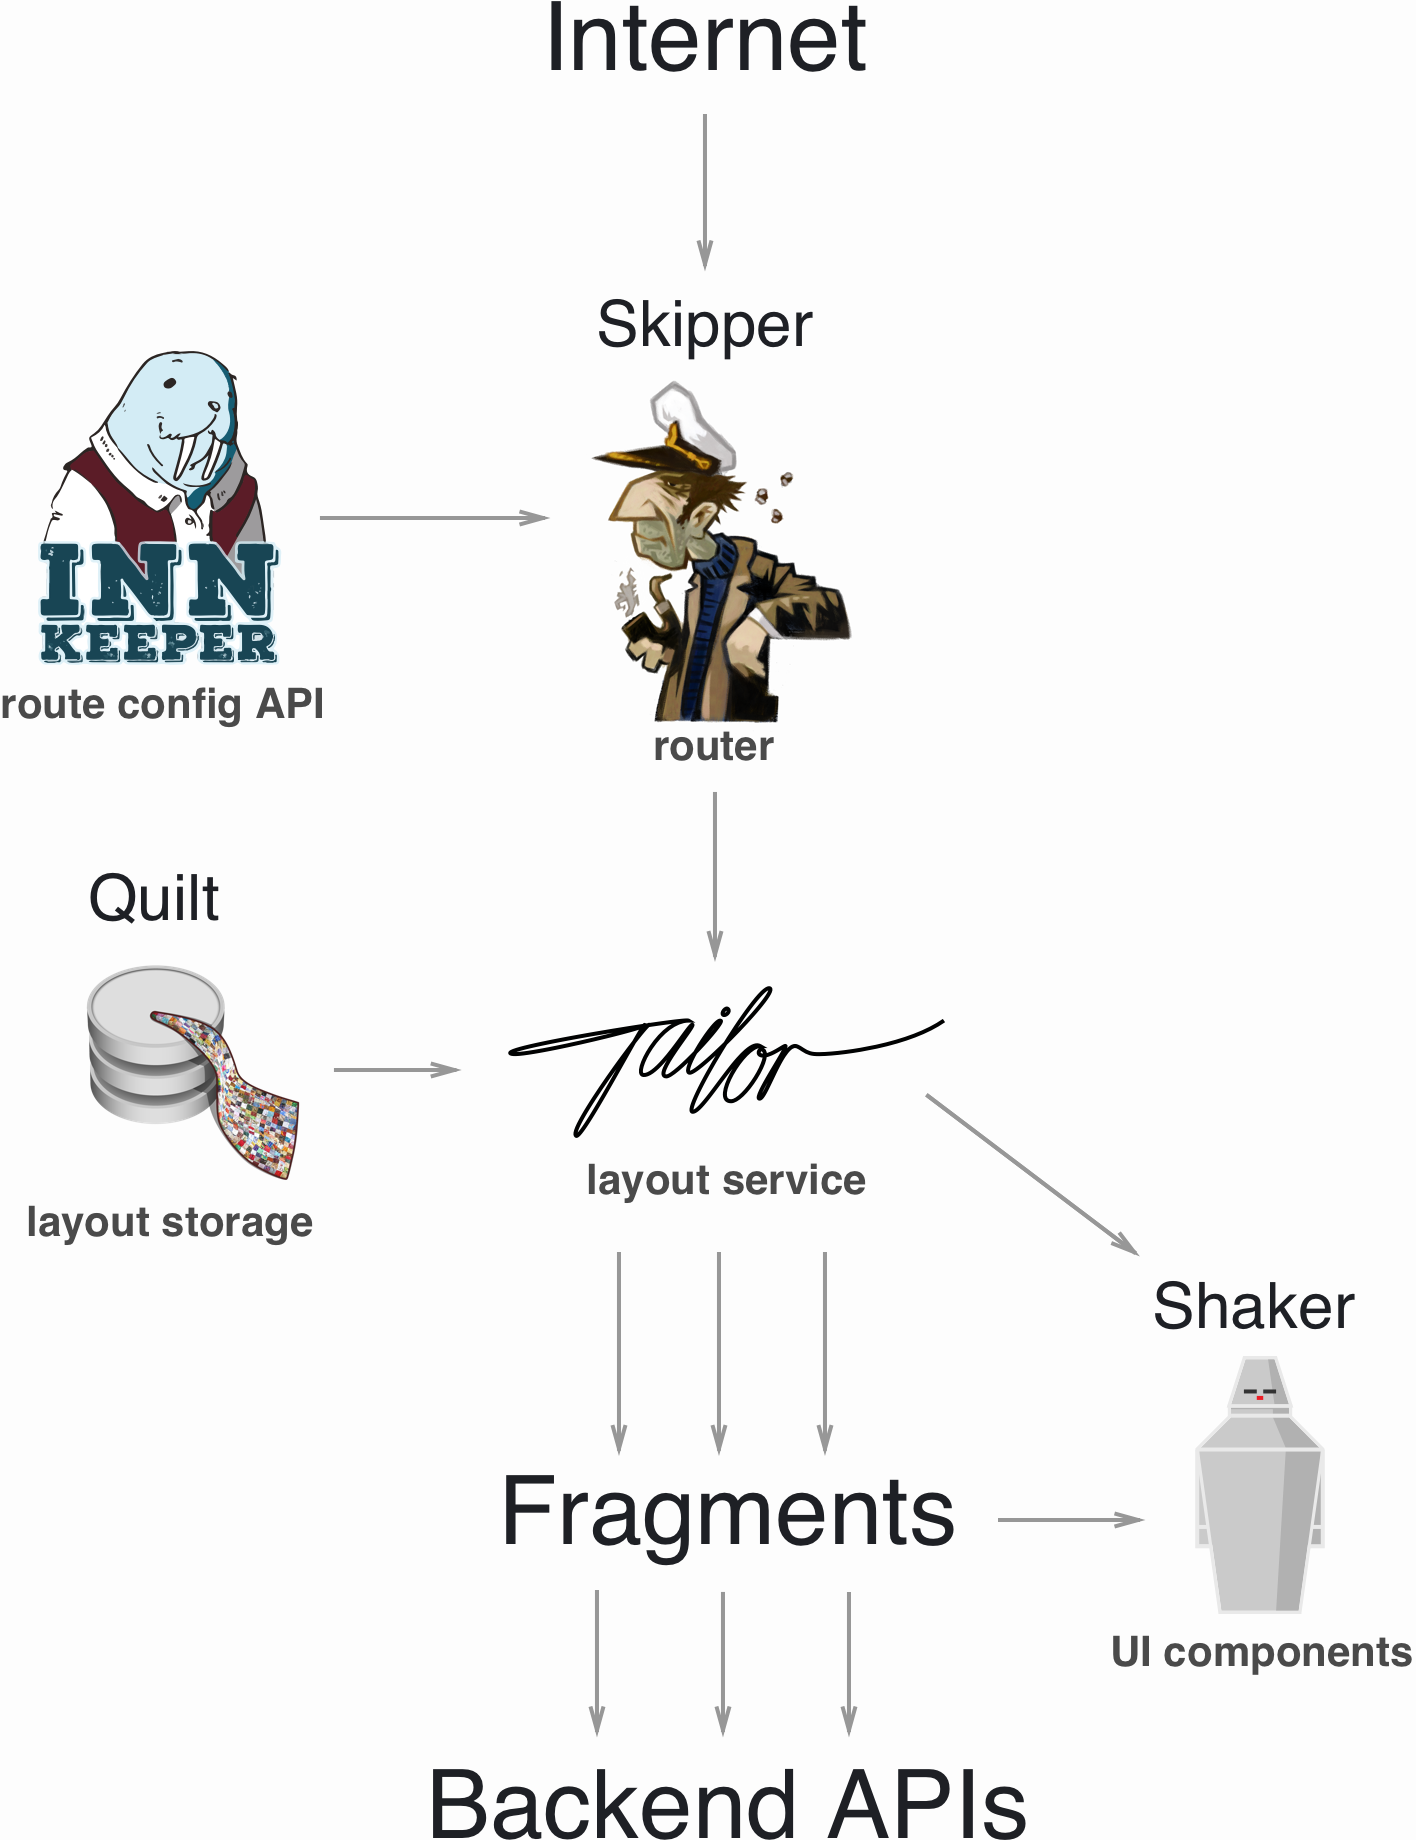 Internet
Skipper
INN
KEEPER
route config API
router
Quilt
Tailor
layout service
layout storage
Shaker
Fragments
UI components
Backend APIs